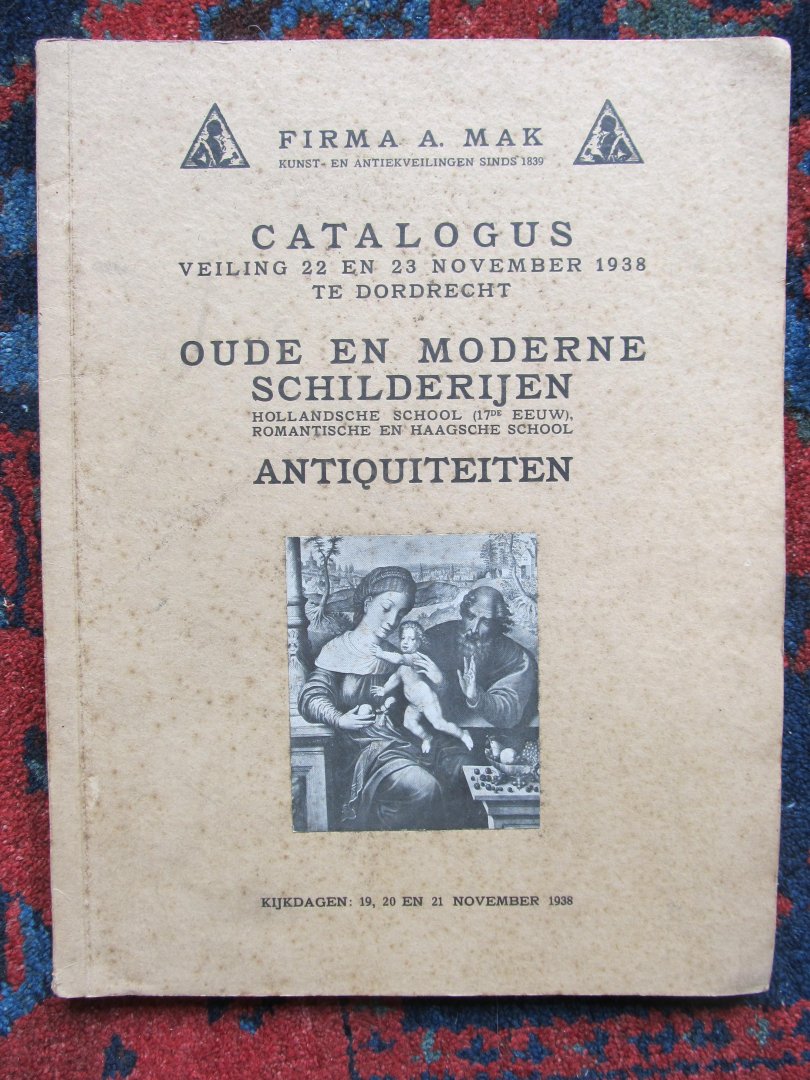 FIRMA A. MAK
KUNST- EN ANTIEKVEILINGEN SINDS 1839
CATALOGUS
VEILING 22 EN 23 NOVEMBER 1938
TE DORDRECHT
OUDE EN MODERNE
SCHILDERIJEN
HOLLANDSCHE SCHOOL (17DE EEUW),
ROMANTISCHE EN HAAGSCHE SCHOOL
ANTIQUITEITEN
KIJKDAGEN: 19, 20 EN 21 NOVEMBER 1938